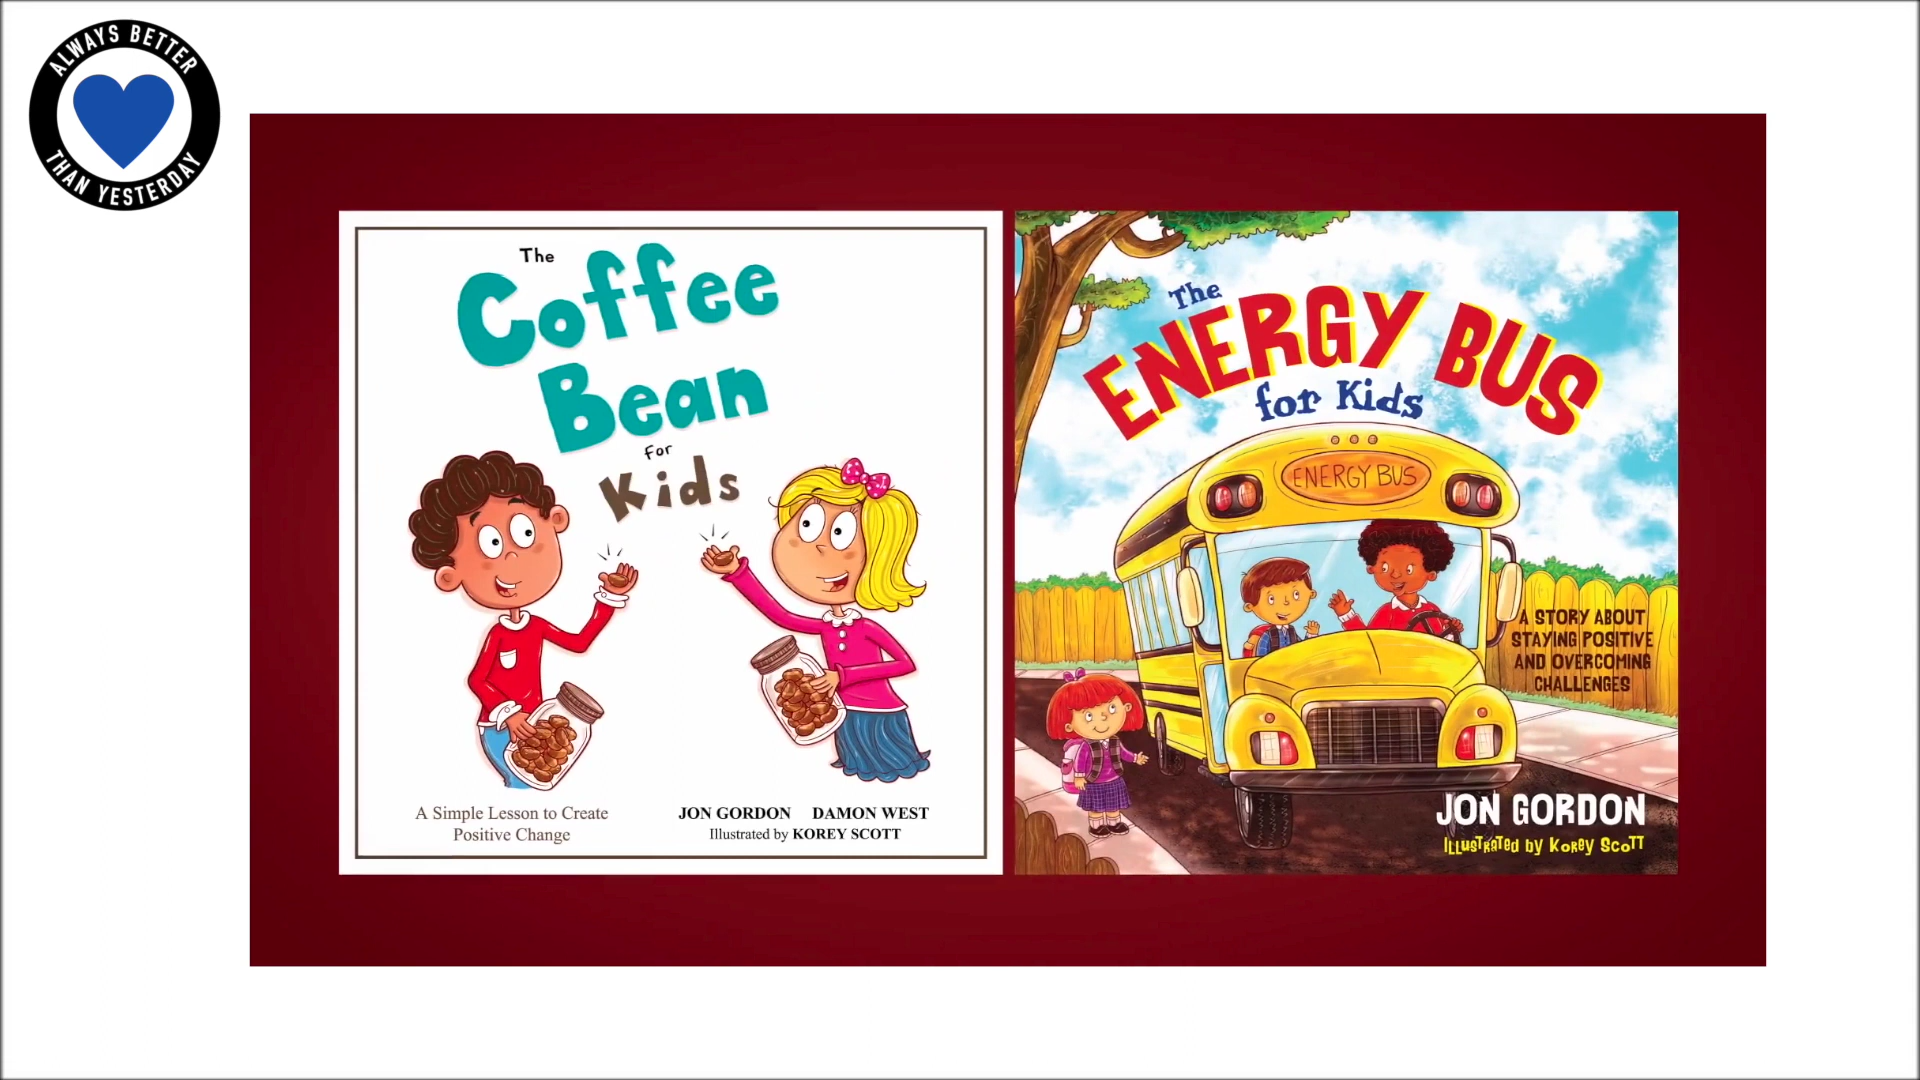 ALWAYS BETTER
THAN YESTERDAY
The
Coffee
Bean
For
Kids
A Simple Lesson to Create
Positive Change
JON GORDON DAMON WEST
Illustrated by KOREY SCOTT
The
ENERGY BUS
for Kids
ENERGY BUS
A STORY ABOUT
STAYING POSITIVE
AND OVERCOMING
CHALLENGES
JON GORDON
Illustrated by Korey Scott